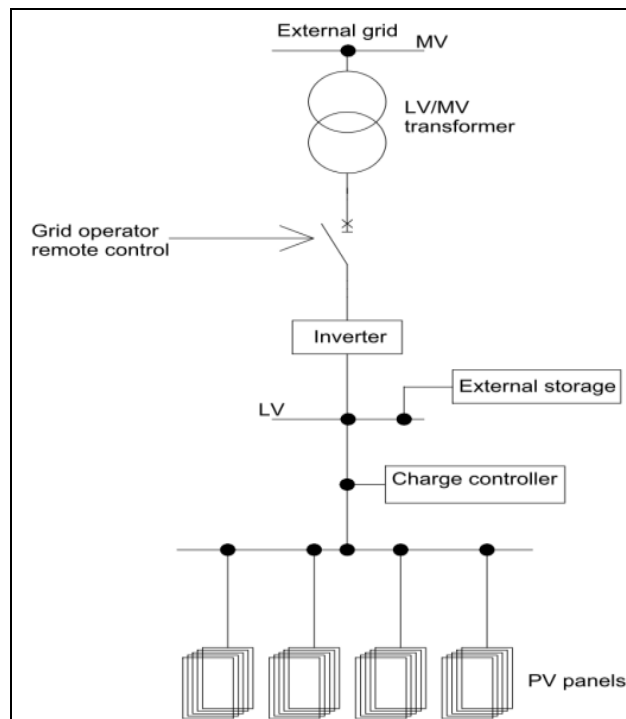 External grid
MV
LV/MV
transformer
Grid operator
remote control
Inverter
External storage
LV
Charge controller
PV panels